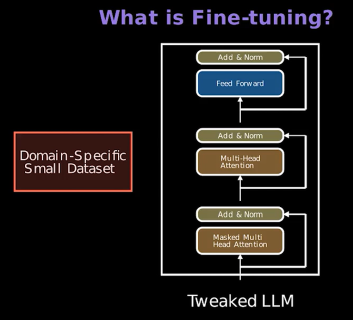 What is Fine-tuning?
Add & Norm
Feed Forward
Add & Norm
Multi-Head
Attention
Domain-Specific
Small Dataset
Add & Norm
Masked Multi
Head Attention
Tweaked LLM